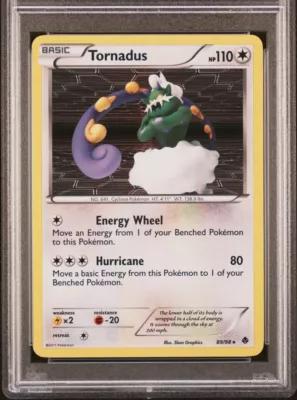 BASIC
Tornadus
HP110
NO. 641 Cyclone Pokémon HT. 4'11" WT. 138.9 lbs.
Energy Wheel
Move an Energy from 1 of your Benched Pokémon
to this Pokémon.
Hurricane 80
Move a basic Energy from this Pokémon to 1 of your
Benched Pokémon.
weakness
×2
resistance
-20
retreat
The lower half of its body is
wrapped in a cloud of energy.
It zooms through the sky at
200 mph.
Illus. 5ban Graphics
©2011 Pokémon
89/98